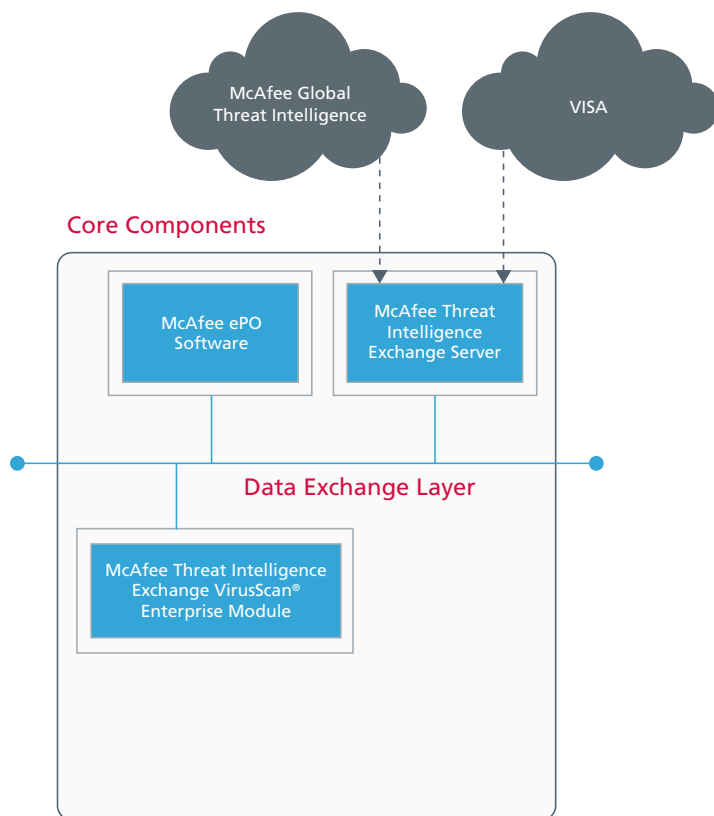 McAfee Global
Threat Intelligence
VISA
Core Components
McAfee ePO
Software
McAfee Threat
Intelligence
Exchange Server
Data Exchange Layer
McAfee Threat Intelligence
Exchange VirusScan®
Enterprise Module